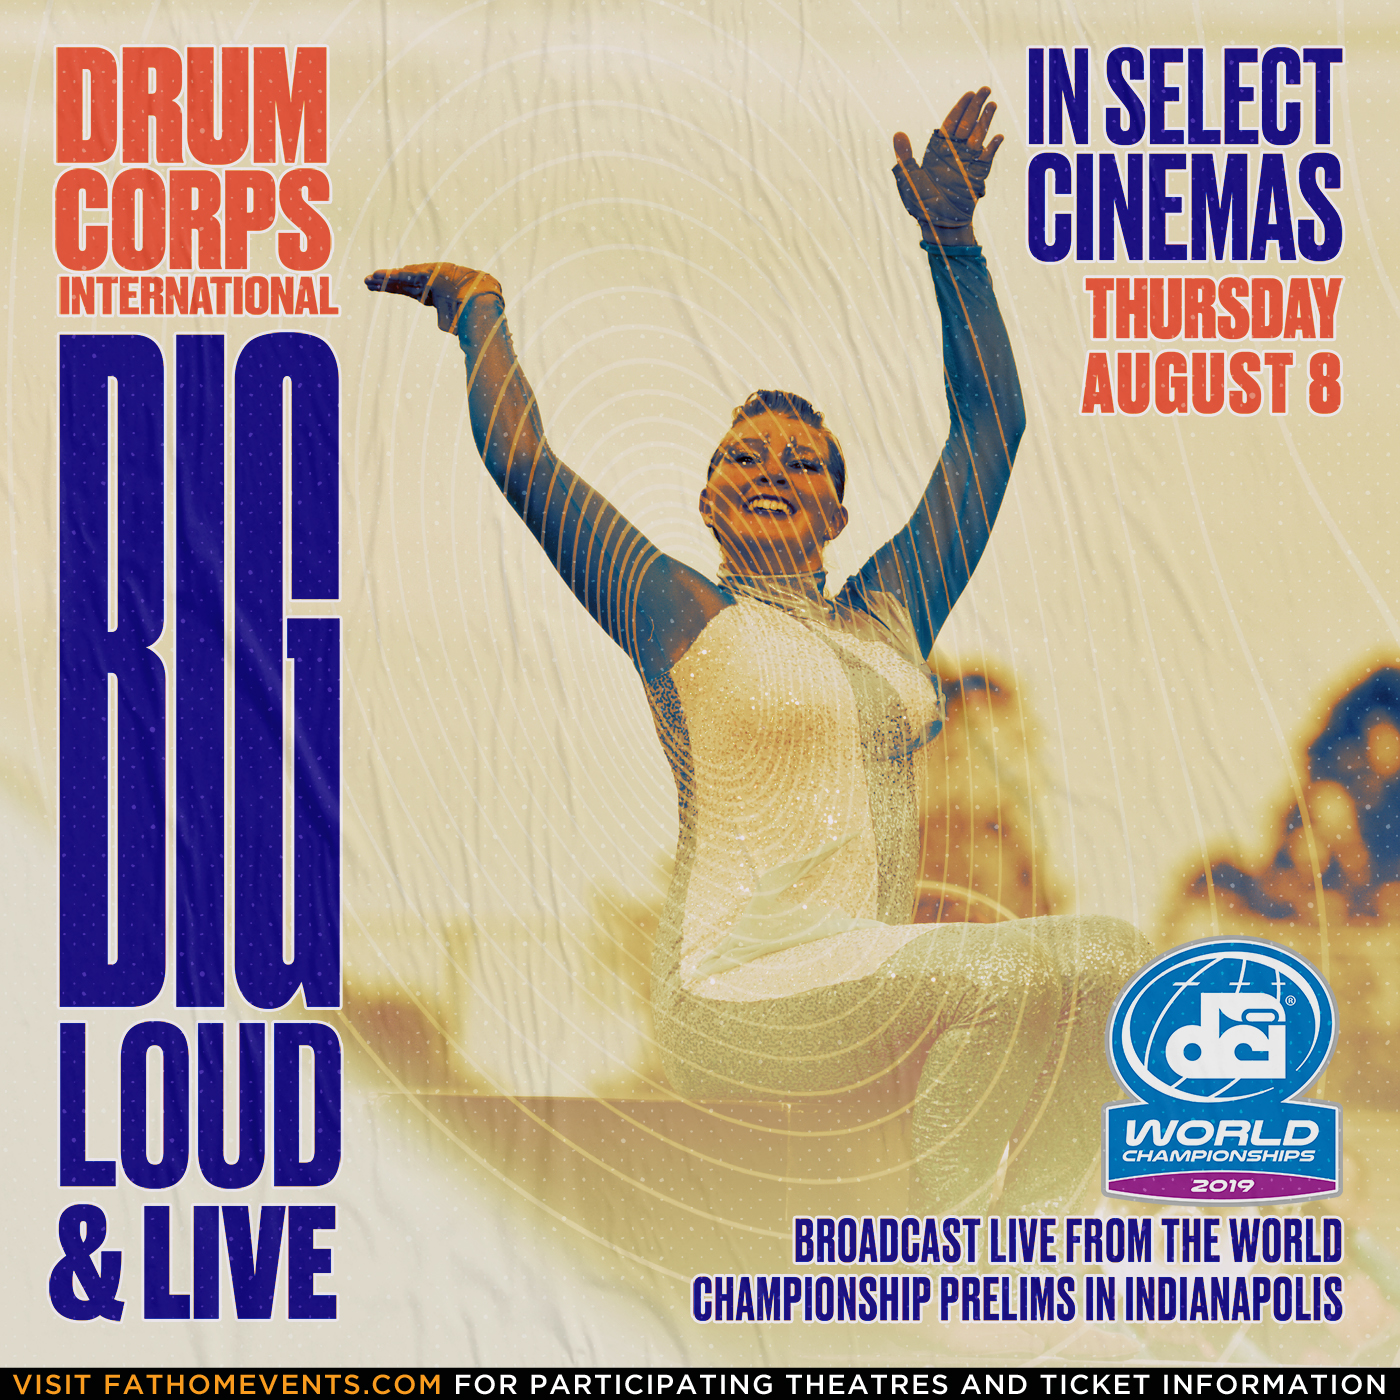 DRUM
CORPS
INTERNATIONAL
BIG
LOUD
& LIVE
IN SELECT
CINEMAS
THURSDAY
AUGUST 8
dci®
WORLD
CHAMPIONSHIPS
2019
BROADCAST LIVE FROM THE WORLD
CHAMPIONSHIP PRELIMS IN INDIANAPOLIS
VISIT FATHOMEVENTS.COM FOR PARTICIPATING THEATRES AND TICKET INFORMATION